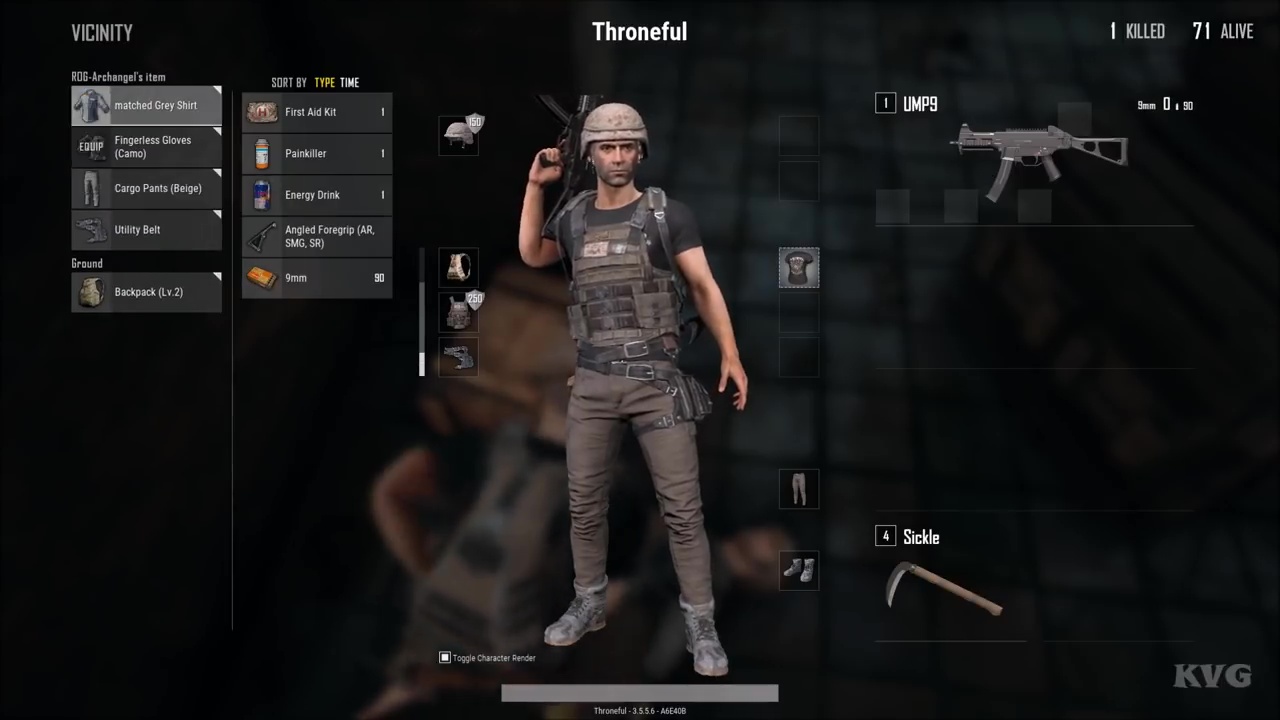 VICINITY
Throneful
1 KILLED 71 ALIVE
ROG-Archangel's item
matched Grey Shirt
EQUIP
Fingerless Gloves
(Camo)
Cargo Pants (Beige)
Utility Belt
Ground
Backpack (Lv.2)
SORT BY TYPE TIME
First Aid Kit 1
Painkiller 1
Energy Drink 1
Angled Foregrip (AR,
SMG, SR)
9mm 90
150
250
1 UMP9
9mm 0 90
4 Sickle
Toggle Character Render
Throneful - 3.5.5.6 - A6E40B
KVG